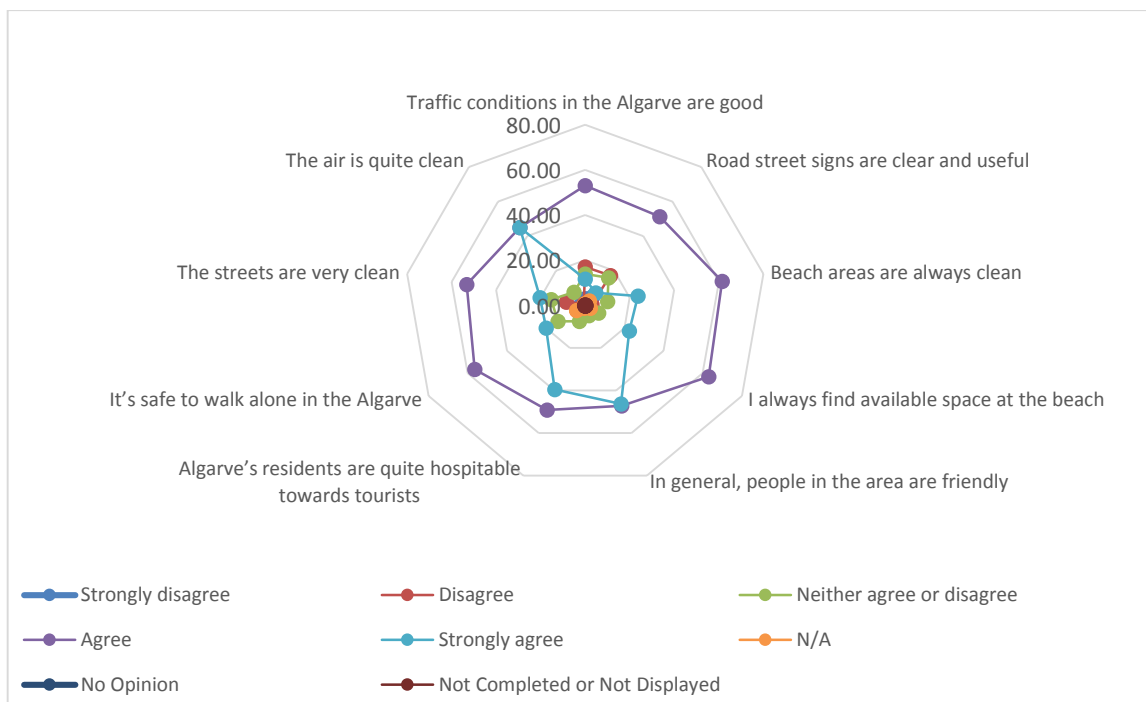 Traffic conditions in the Algarve are good
80.00
The air is quite clean
Road street signs are clear and useful
60.00
40.00
The streets are very clean
Beach areas are always clean
20.00
0.00
It’s safe to walk alone in the Algarve
I always find available space at the beach
Algarve’s residents are quite hospitable
towards tourists
In general, people in the area are friendly
Strongly disagree
Disagree
Neither agree or disagree
Agree
Strongly agree
N/A
No Opinion
Not Completed or Not Displayed